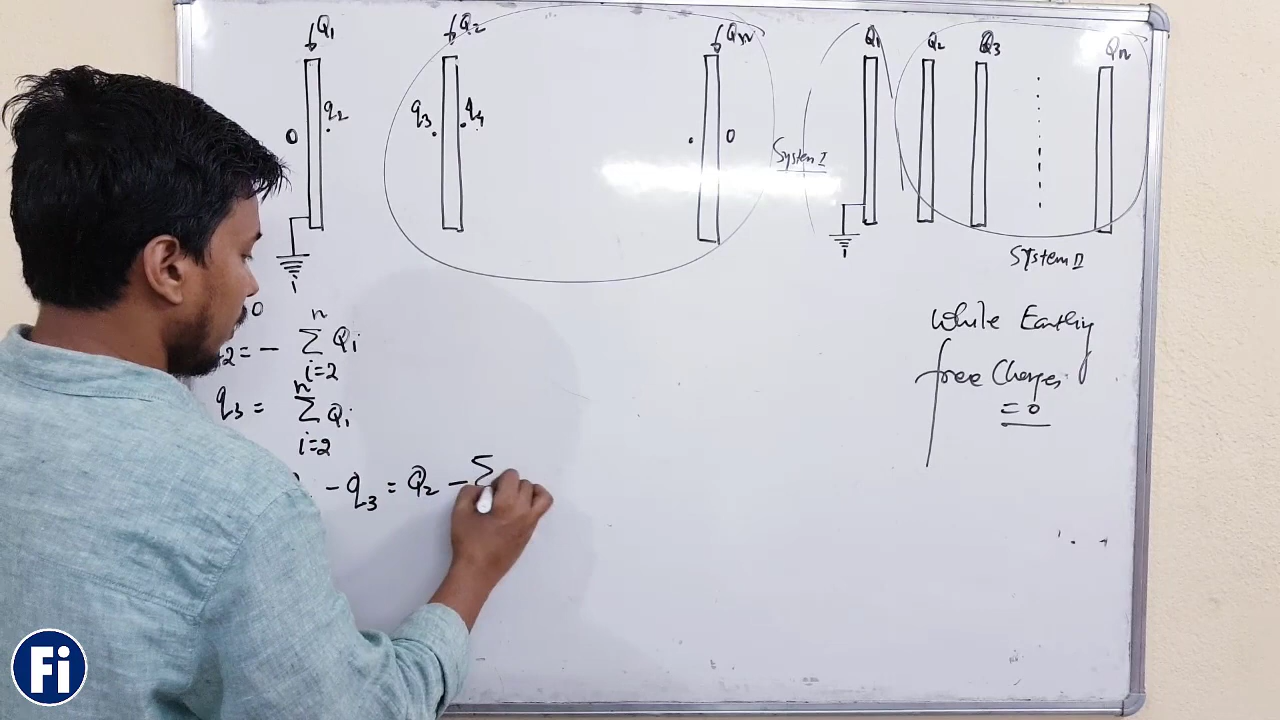 Q1
Q2
Qn
0
q2
q3
q4
0
System I
Q1
Q2
Q3
Qn
System II
While Earthing
free Charges
= 0
0
2 = - n Σ i=2 Qi
q3 = n Σ i=2 Qi
- q3 = Q2 - Σ
Fi